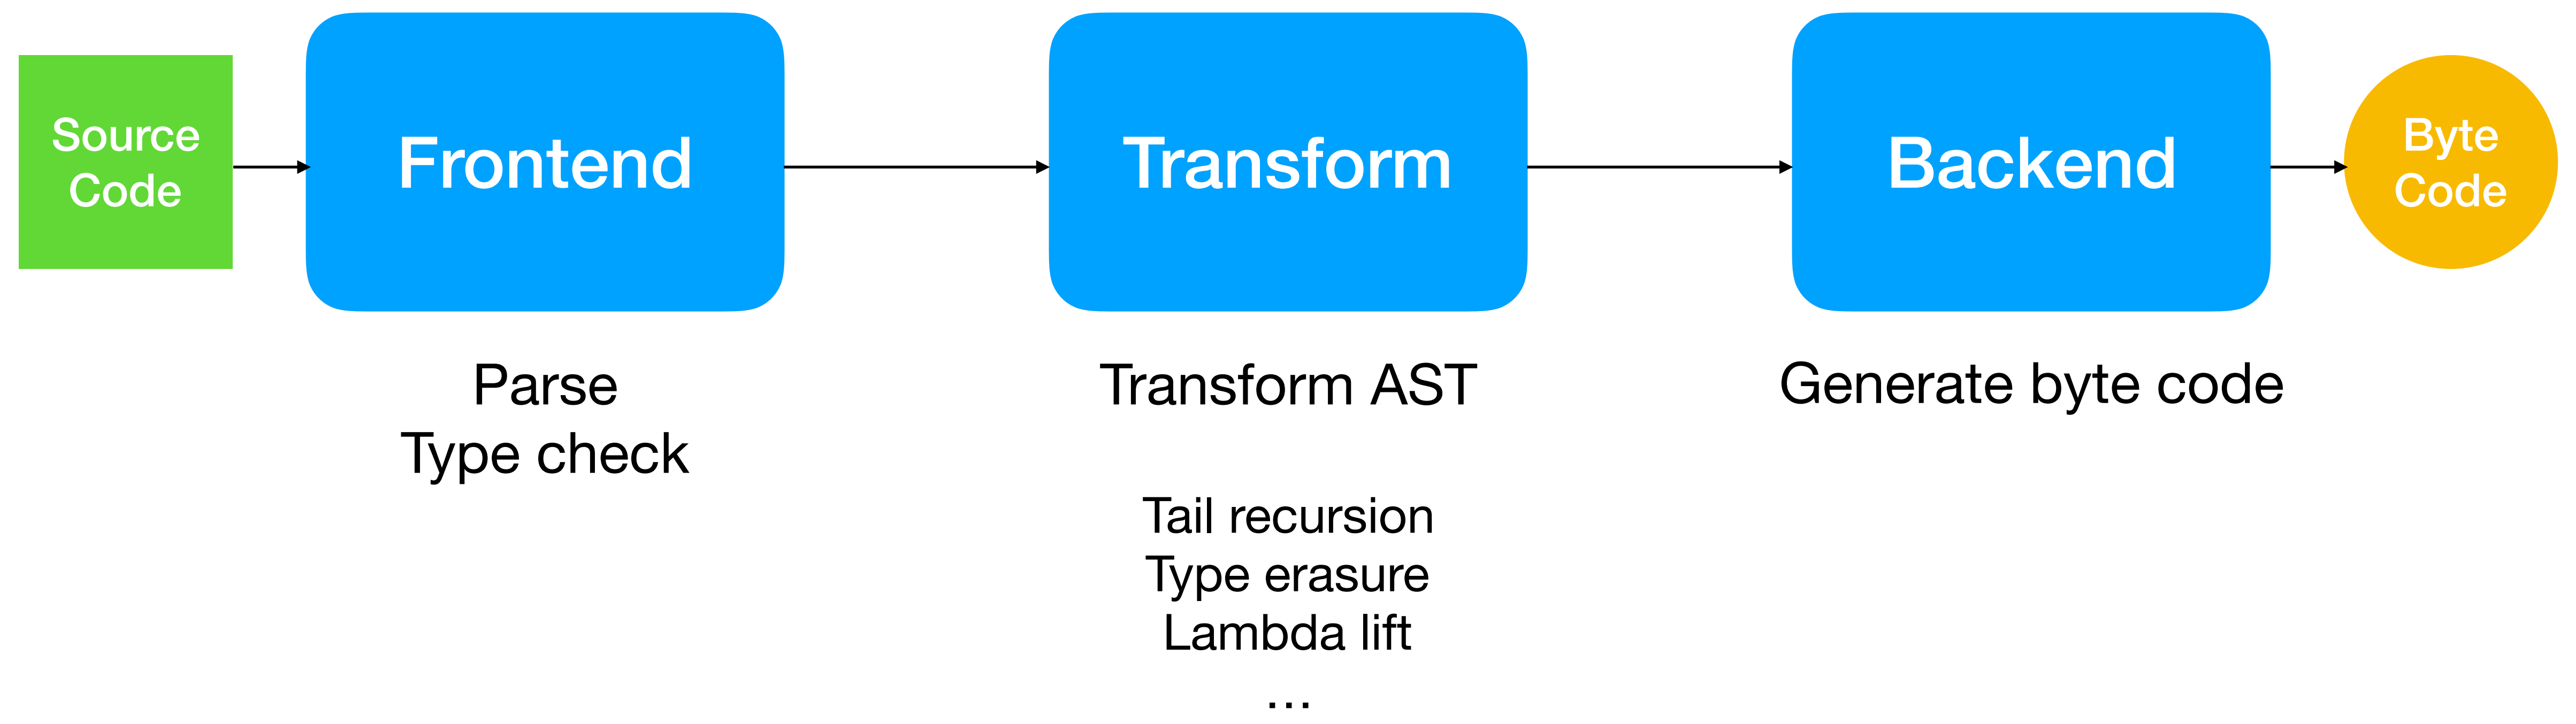 Source
Code
Frontend
Transform
Backend
Byte
Code
Parse
Type check
Transform AST
Tail recursion
Type erasure
Lambda lift
...
Generate byte code